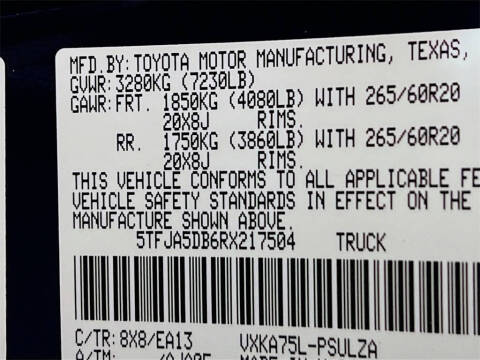 MFD.BY: TOYOTA MOTOR MANUFACTURING, TEXAS,
GVWR: 3280KG (7230LB)
GAWR: FRT. 1850KG (4080LB) WITH 265/60R20
20X8J RIMS.
RR. 1750KG (3860LB) WITH 265/60R20
20X8J RIMS.
THIS VEHICLE CONFORMS TO ALL APPLICABLE FE
VEHICLE SAFETY STANDARDS IN EFFECT ON THE
MANUFACTURE SHOWN ABOVE.
5TFJA5DB6RX217504 TRUCK
C/TR: 8X8/EA13 VXKA75L-PSULZA
A/TM: